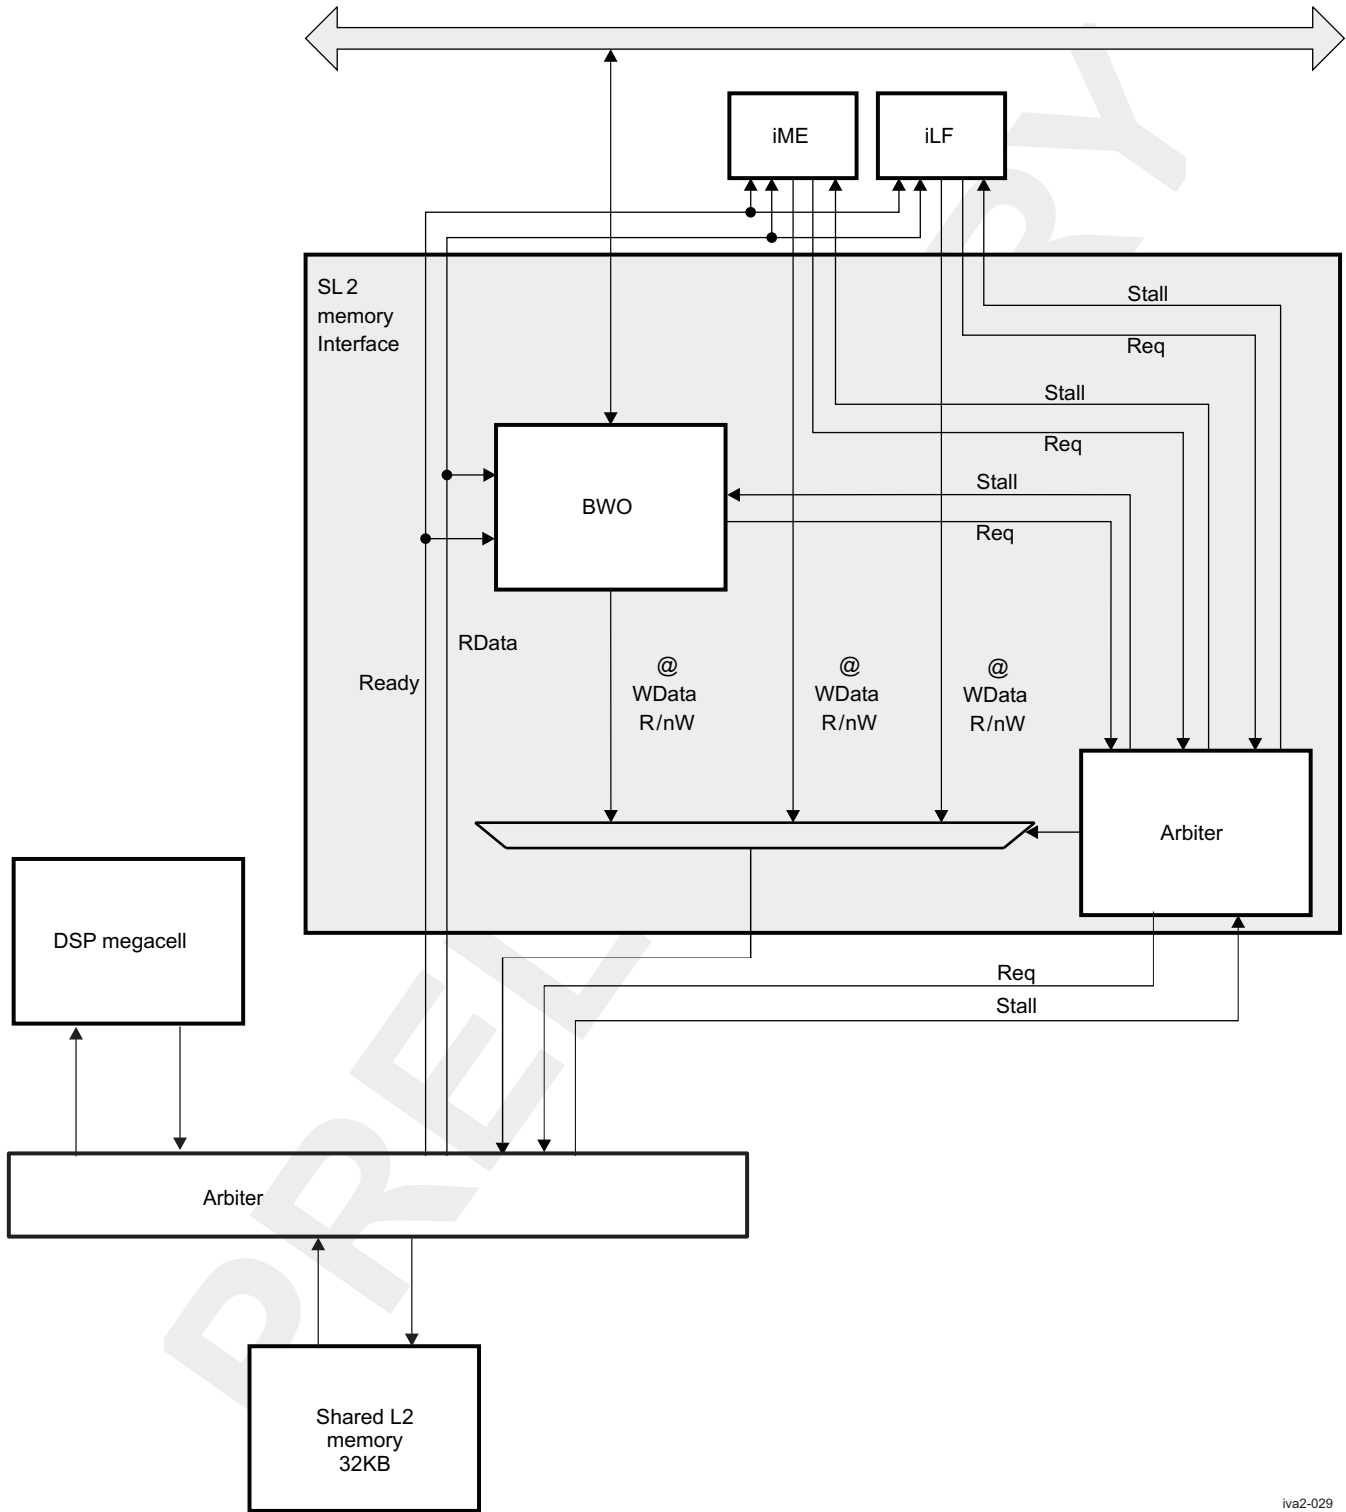 iME
iLF
SL 2
memory
Interface
Stall
Req
Stall
Req
Stall
BWO
Req
RData
Ready
@
WData
R/nW
@
WData
R/nW
@
WData
R/nW
Arbiter
DSP megacell
Req
Stall
Arbiter
Shared L2
memory
32KB
iva2-029